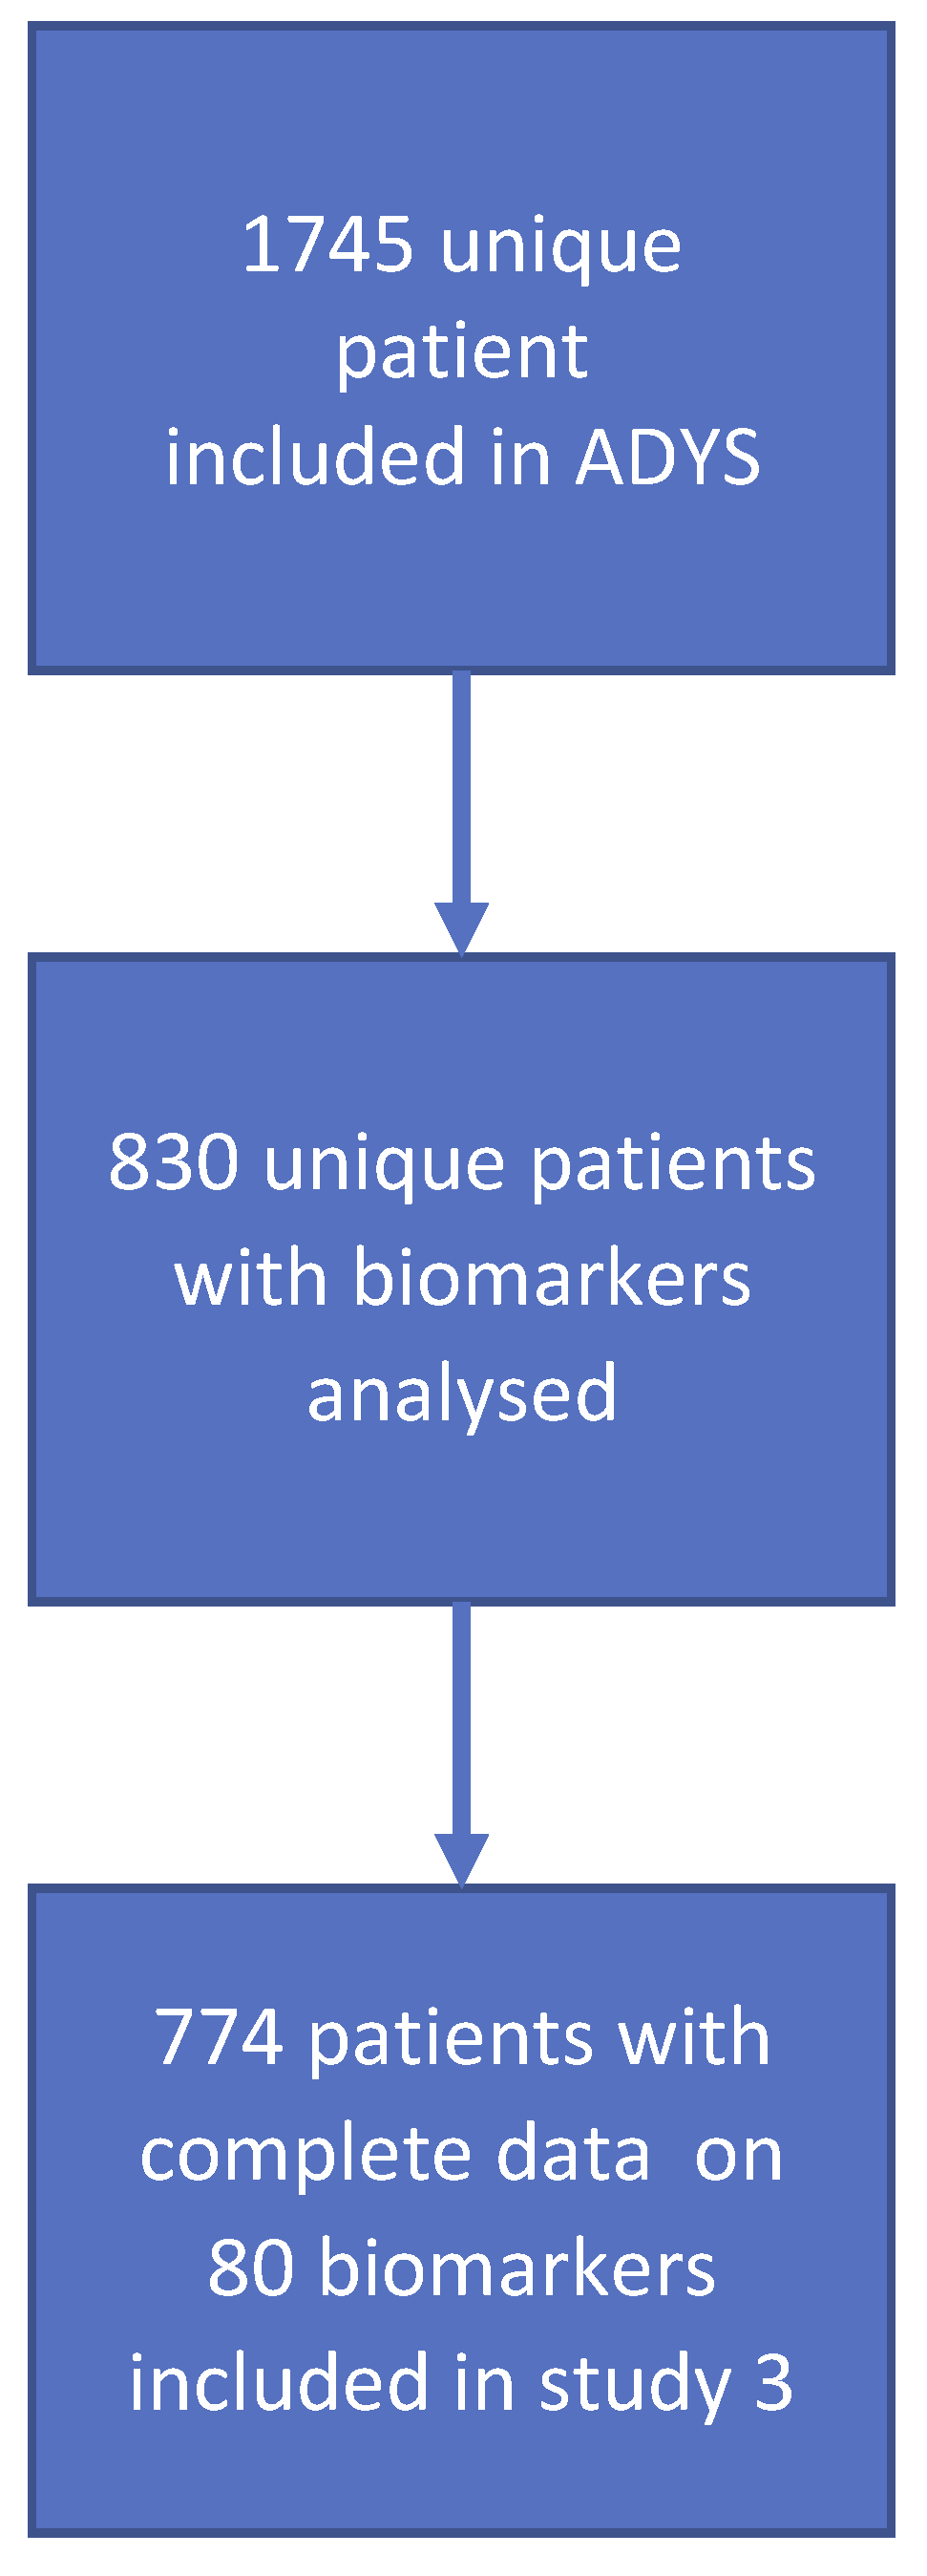 1745 unique
patient
included in ADYS
830 unique patients
with biomarkers
analysed
774 patients with
complete data  on
80 biomarkers
included in study 3